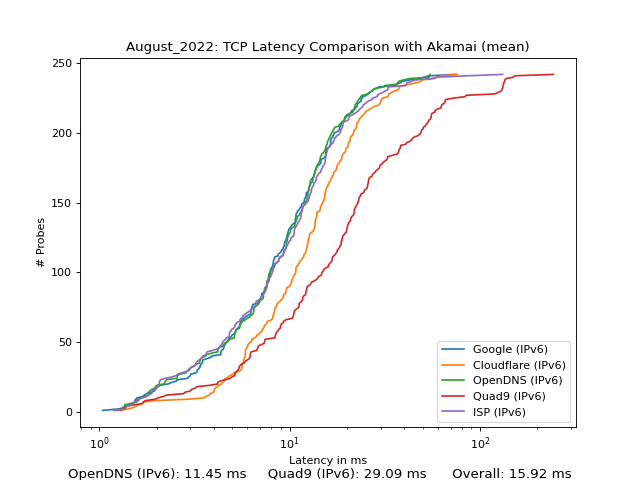 August_2022: TCP Latency Comparison with Akamai (mean)
250
200
150
100
50
0
# Probes
Google (IPv6)
Cloudflare (IPv6)
OpenDNS (IPv6)
Quad9 (IPv6)
ISP (IPv6)
10⁰ 10¹ 10²
Latency in ms
OpenDNS (IPv6): 11.45 ms Quad9 (IPv6): 29.09 ms Overall: 15.92 ms